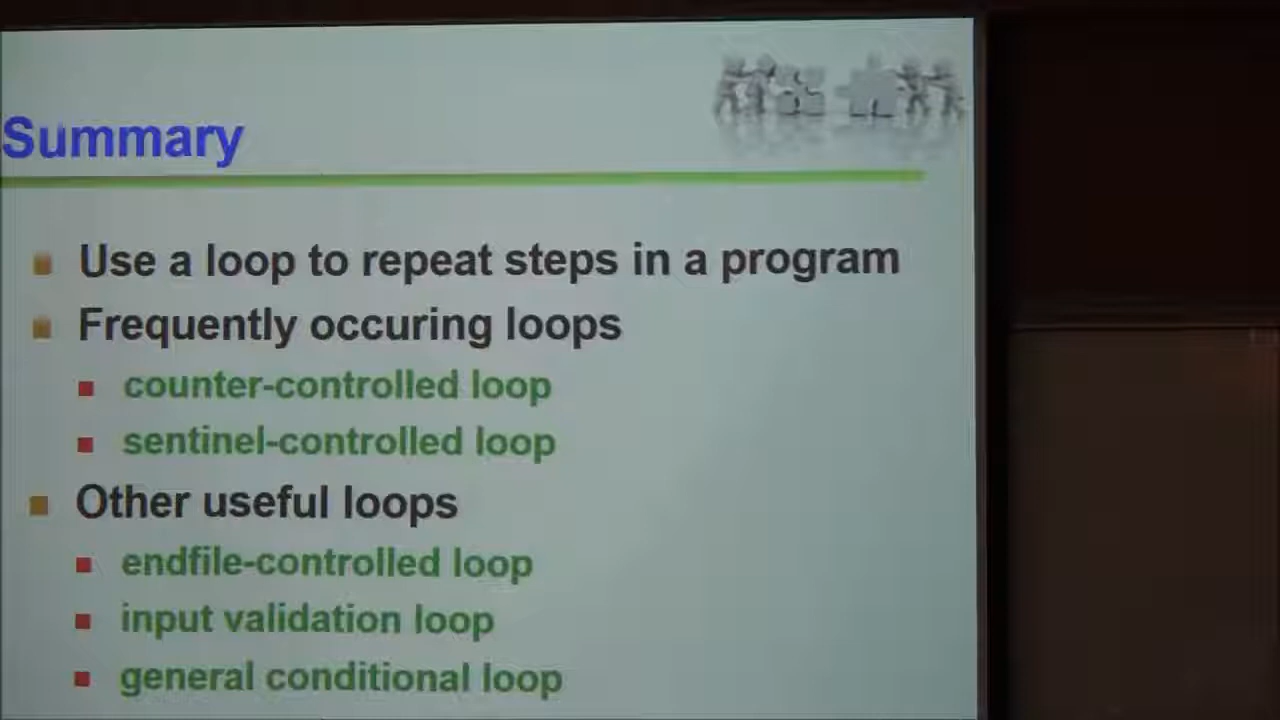 Summary
Use a loop to repeat steps in a program
Frequently occuring loops
counter-controlled loop
sentinel-controlled loop
Other useful loops
endfile-controlled loop
input validation loop
general conditional loop